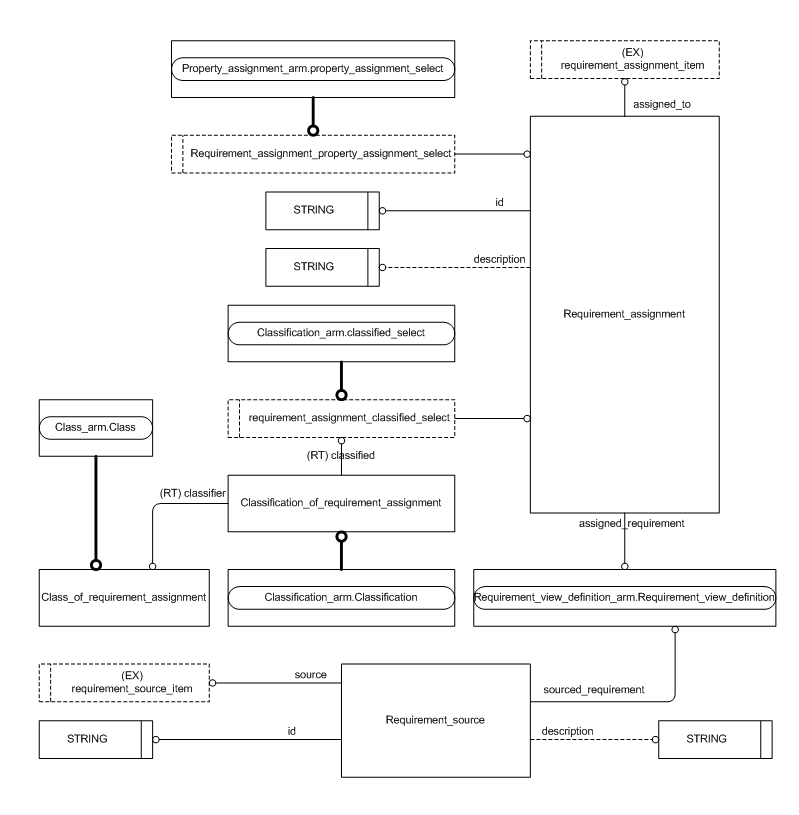 Property_assignment_arm.property_assignment_select
(EX)
requirement_assignment_item
assigned_to
Requirement_assignment_property_assignment_select
STRING
id
STRING
description
Requirement_assignment
Classification_arm.classified_select
requirement_assignment_classified_select
Class_arm.Class
(RT) classified
(RT) classifier
Classification_of_requirement_assignment
assigned_requirement
Class_of_requirement_assignment
Classification_arm.Classification
Requirement_view_definition_arm.Requirement_view_definition
(EX)
requirement_source_item
source
sourced_requirement
Requirement_source
STRING
id
description
STRING